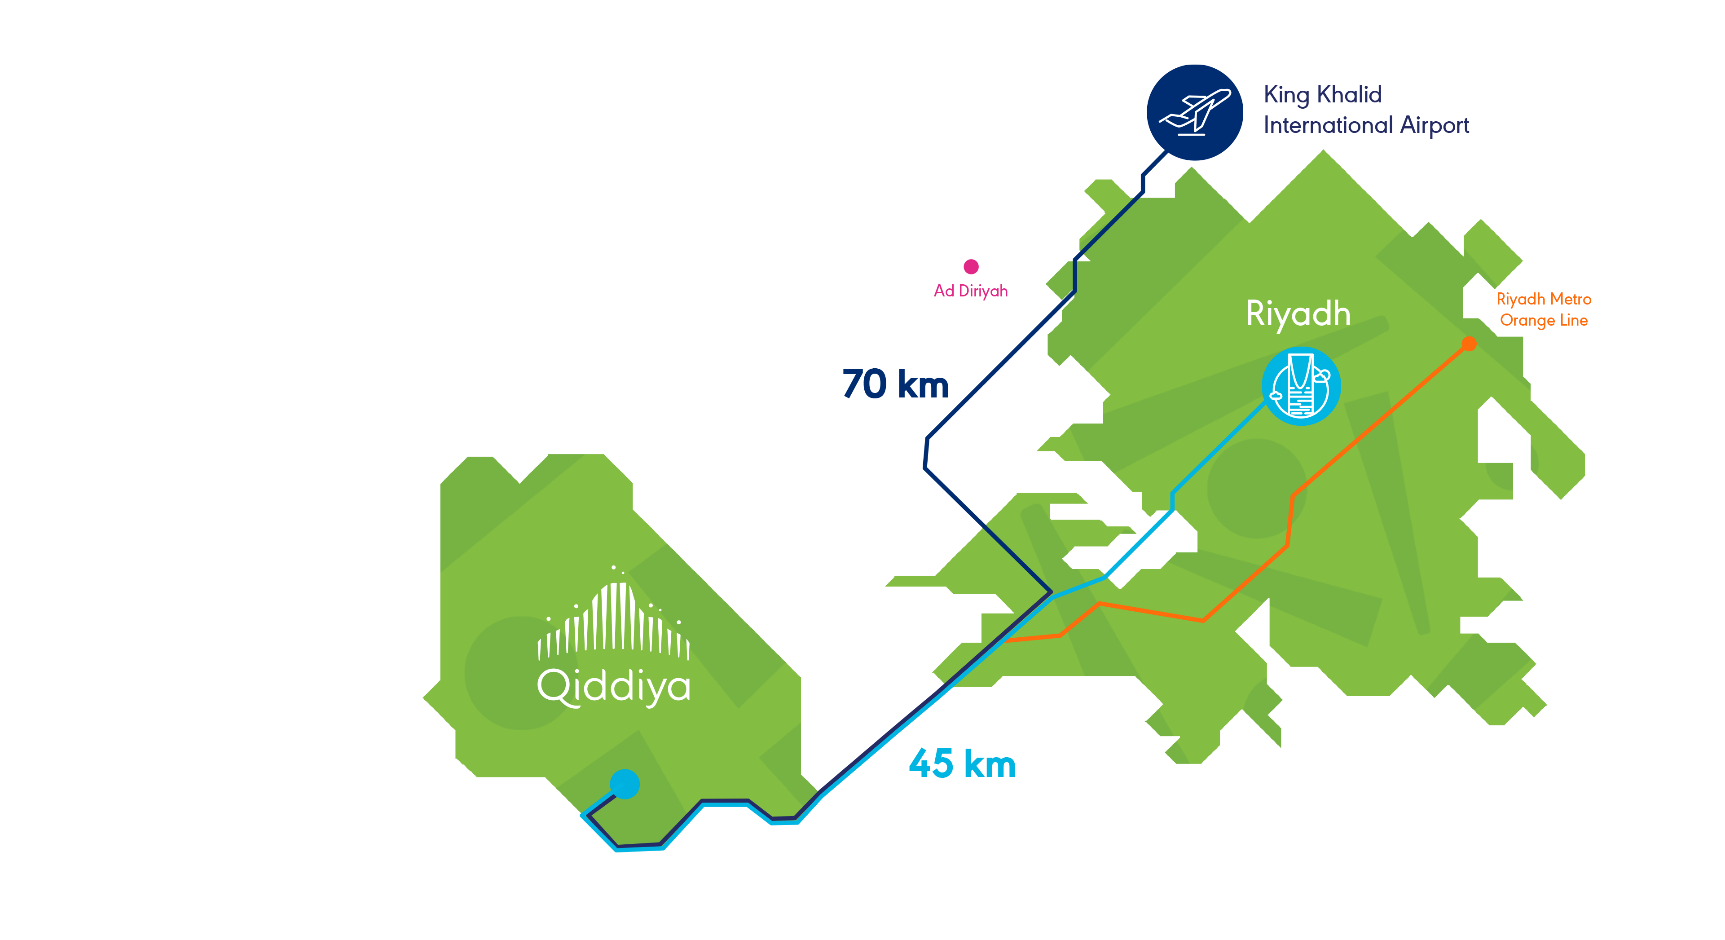 King Khalid
International Airport
Ad Diriyah
Riyadh
Riyadh Metro
Orange Line
70 km
Qiddiya
45 km